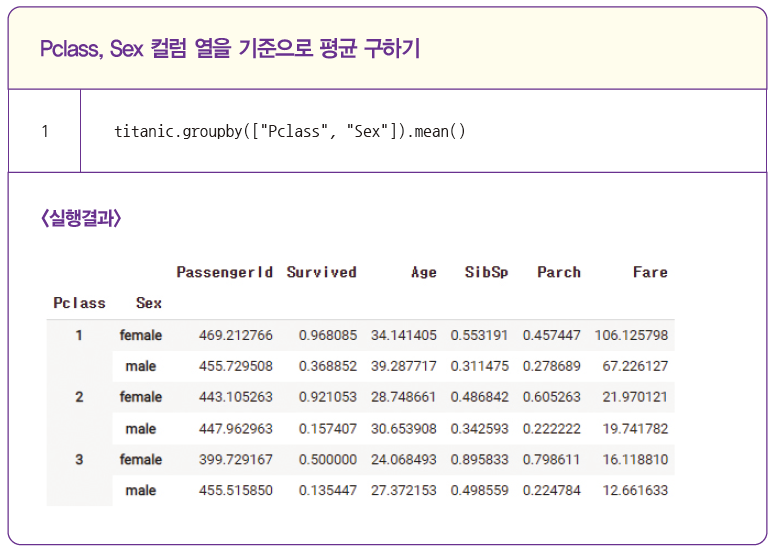 Pclass, Sex 컬럼 열을 기준으로 평균 구하기
1 titanic.groupby(["Pclass", "Sex"]).mean()
<실행결과>
PassengerId Survived Age SibSp Parch Fare
Pclass Sex
1 female 469.212766 0.968085 34.141405 0.553191 0.457447 106.125798
male 455.729508 0.368852 39.287717 0.311475 0.278689 67.226127
2 female 443.105263 0.921053 28.748661 0.486842 0.605263 21.970121
male 447.962963 0.157407 30.653908 0.342593 0.222222 19.741782
3 female 399.729167 0.500000 24.068493 0.895833 0.798611 16.118810
male 455.515850 0.135447 27.372153 0.498559 0.224784 12.661633